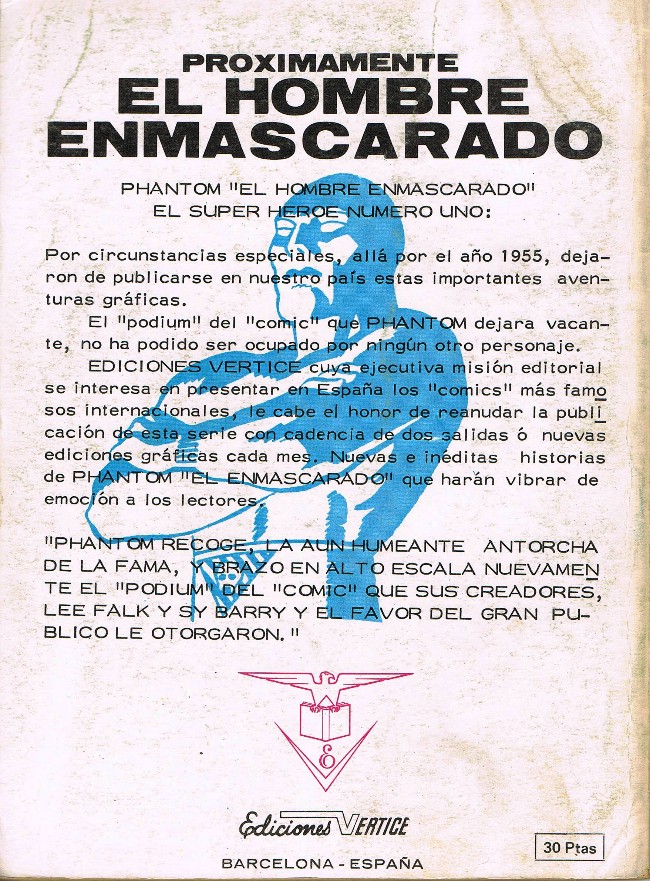 PROXIMAMENTE
EL HOMBRE
ENMASCARADO
PHANTOM "EL HOMBRE ENMASCARADO"
EL SUPER HEROE NUMERO UNO:
Por circunstancias especiales, allá por el año 1955, deja-
ron de publicarse en nuestro país estas importantes aven-
turas gráficas.
El "podium" del "comic" que PHANTOM dejara vacan-
te, no ha podido ser ocupado por ningún otro personaje.
EDICIONES VERTICE cuya ejecutiva misión editorial
se interesa en presentar en España los "comics" más famo
sos internacionales, le cabe el honor de reanudar la publi
cación de esta serie con cadencia de dos salidas ó nuevas
ediciones gráficas cada mes. Nuevas e inéditas historias
de PHANTOM "EL ENMASCARADO" que harán vibrar de
emoción a los lectores.
"PHANTOM RECOGE, LA AUN HUMEANTE ANTORCHA
DE LA FAMA, Y BRAZO EN ALTO ESCALA NUEVAMEN
TE EL "PODIUM" DEL "COMIC" QUE SUS CREADORES,
LEE FALK Y SY BARRY Y EL FAVOR DEL GRAN PU-
BLICO LE OTORGARON."
E
Ediciones VERTICE
BARCELONA - ESPAÑA
30 Ptas